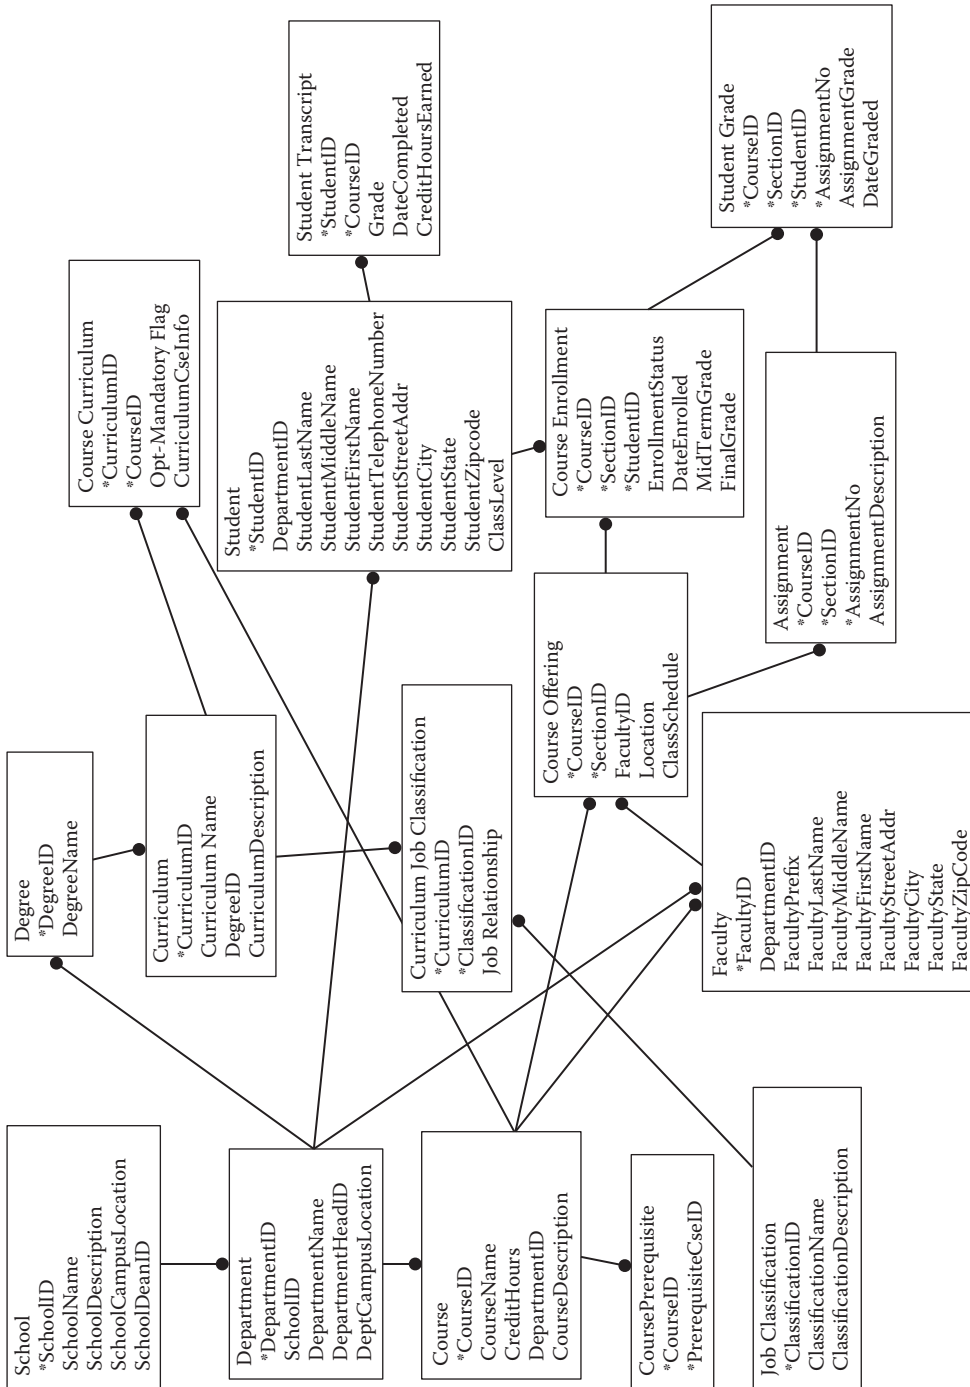 School
*SchoolID
SchoolName
SchoolDescription
SchoolCampusLocation
SchoolDeanID
Department
*DepartmentID
SchoolID
DepartmentName
DepartmentHeadID
DeptCampusLocation
Course
*CourseID
CourseName
CreditHours
DepartmentID
CourseDescription
CoursePrerequisite
*CourseID
*PrerequisiteCseID
Job Classification
*ClassificationID
ClassificationName
ClassificationDescription
Degree
*DegreeID
DegreeName
Curriculum
*CurriculumID
Curriculum Name
DegreeID
CurriculumDescription
Curriculum Job Classification
*CurriculumID
*ClassificationID
Job Relationship
Course Offering
*CourseID
*SectionID
FacultyID
Location
ClassSchedule
Faculty
*FacultyID
DepartmentID
FacultyPrefix
FacultyLastName
FacultyMiddleName
FacultyFirstName
FacultyStreetAddr
FacultyCity
FacultyState
FacultyZipCode
Course Curriculum
*CurriculumID
*CourseID
Opt-Mandatory Flag
CurriculumCseInfo
Student
*StudentID
DepartmentID
StudentLastName
StudentMiddleName
StudentFirstName
StudentTelephoneNumber
StudentStreetAddr
StudentCity
StudentState
StudentZipcode
ClassLevel
Course Enrollment
*CourseID
*SectionID
*StudentID
EnrollmentStatus
DateEnrolled
MidTermGrade
FinalGrade
Assignment
*CourseID
*SectionID
*AssignmentNo
AssignmentDescription
Student Transcript
*StudentID
*CourseID
Grade
DateCompleted
CreditHoursEarned
Student Grade
*CourseID
*SectionID
*StudentID
*AssignmentNo
AssignmentGrade
DateGraded